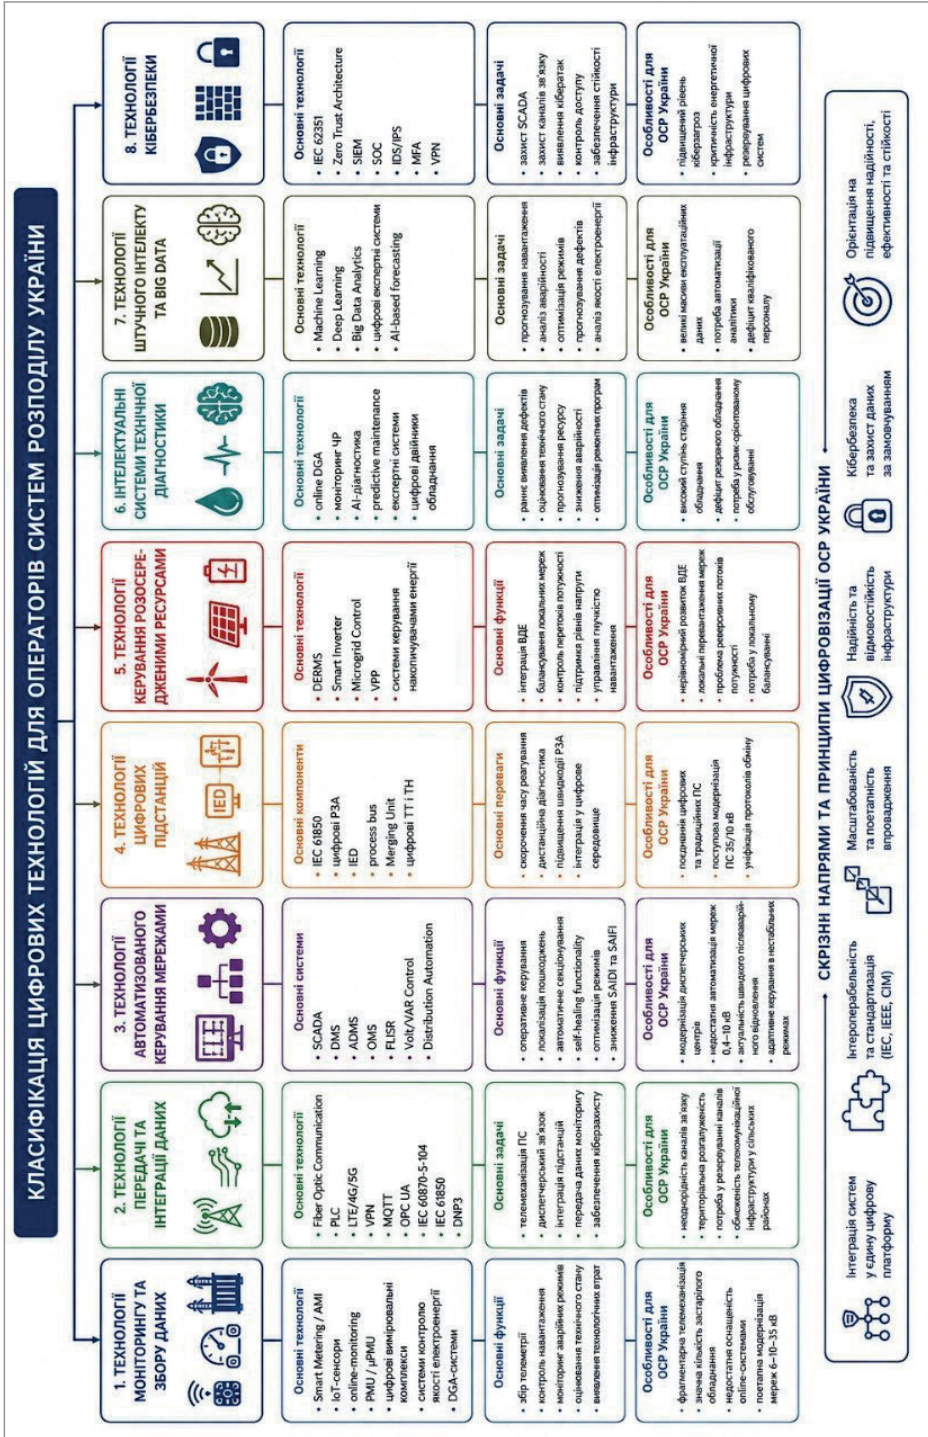 КЛАСИФІКАЦІЯ ЦИФРОВИХ ТЕХНОЛОГІЙ ДЛЯ ОПЕРАТОРІВ СИСТЕМ РОЗПОДІЛУ УКРАЇНИ
1. ТЕХНОЛОГІЇ
МОНІТОРИНГУ ТА
ЗБОРУ ДАНИХ
Основні технології
• Smart Metering / AMI
• IoT-сенсори
• online-monitoring
• PMU / μPMU
• цифрові вимірювальні
комплекси
• системи контролю
якості електроенергії
• DGA-системи
Основні функції
• збір телеметрії
• контроль навантаження
• моніторинг аварійних режимів
• оцінювання технічного стану
• виявлення технологічних втрат
Особливості для
ОСР України
• фрагментарна телемеханізація
• значна кількість застарілого
обладнання
• недостатня оснащеність
online-системами
• поетапна модернізація
мереж 6–10–35 кВ
2. ТЕХНОЛОГІЇ
ПЕРЕДАЧІ ТА
ІНТЕГРАЦІЇ ДАНИХ
Основні технології
• Fiber Optic Communication
• PLC
• LTE/4G/5G
• VPN
• MQTT
• OPC UA
• IEC 60870-5-104
• IEC 61850
• DNP3
Основні задачі
• телемеханізація ПС
• диспетчерський зв'язок
• інтеграція підстанцій
• передача даних моніторингу
• забезпечення кіберзахисту
Особливості для
ОСР України
• неоднорідність каналів зв'язку
• територіальна розгалуженість
• потреба у резервуванні каналів
• обмеженість телекомунікаційної
інфраструктури у сільських
районах
3. ТЕХНОЛОГІЇ
АВТОМАТИЗОВАНОГО
КЕРУВАННЯ МЕРЕЖАМИ
Основні системи
• SCADA
• DMS
• ADMS
• OMS
• FLISR
• Volt/VAR Control
• Distribution Automation
Основні функції
• оперативне керування
• локалізація пошкоджень
• автоматичне секціонування
• self-healing functionality
• оптимізація режимів
• зниження SAIDI та SAIFI
Особливості для
ОСР України
• модернізація диспетчерських
центрів
• недостатня автоматизація мереж
0,4–10 кВ
• актуальність швидкого післяаварій-
ного відновлення
• адаптивне керування в нестабільних
режимах
4. ТЕХНОЛОГІЇ
ЦИФРОВИХ
ПІДСТАНЦІЙ
IED
Основні компоненти
• IEC 61850
• цифрові РЗА
• IED
• process bus
• Merging Unit
• цифрові ТТ і ТН
Основні переваги
• скорочення часу реагування
• дистанційна діагностика
• підвищення швидкодії РЗА
• інтеграція у цифрове
середовище
Особливості для
ОСР України
• поєднання цифрових
та традиційних ПС
• поступова модернізація
ПС 35/10 кВ
• уніфікація протоколів обміну
5. ТЕХНОЛОГІЇ
КЕРУВАННЯ РОЗОСЕРЕ-
ДЖЕНИМИ РЕСУРСАМИ
Основні технології
• DERMS
• Smart Inverter
• Microgrid Control
• VPP
• системи керування
накопичувачами енергії
Основні функції
• інтеграція ВДЕ
• балансування локальних мереж
• контроль перетоків потужності
• підтримка рівнів напруги
• управління гнучкістю
навантаження
Особливості для
ОСР України
• нерівномірний розвиток ВДЕ
• локальні перевантаження мереж
• проблема реверсивних потоків
потужності
• потреба у локальному
балансуванні
6. ІНТЕЛЕКТУАЛЬНІ
СИСТЕМИ ТЕХНІЧНОЇ
ДІАГНОСТИКИ
Основні технології
• online DGA
• моніторинг ЧР
• AI-діагностика
• predictive maintenance
• експертні системи
• цифрові двійники
обладнання
Основні задачі
• раннє виявлення дефектів
• оцінювання технічного стану
• прогнозування ресурсу
• зниження аварійності
• оптимізація ремонтних програм
Особливості для
ОСР України
• високий ступінь старіння
обладнання
• дефіцит резервного обладнання
• потреба у ризик-орієнтованому
обслуговуванні
7. ТЕХНОЛОГІЇ
ШТУЧНОГО ІНТЕЛЕКТУ
ТА BIG DATA
Основні технології
• Machine Learning
• Deep Learning
• Big Data Analytics
• цифрові експертні системи
• AI-based forecasting
Основні задачі
• прогнозування навантаження
• аналіз аварійності
• оптимізація режимів
• прогнозування дефектів
• аналіз якості електроенергії
Особливості для
ОСР України
• великі масиви експлуатаційних
даних
• потреба автоматизації
аналітики
• дефіцит кваліфікованого
персоналу
8. ТЕХНОЛОГІЇ
КІБЕРБЕЗПЕКИ
Основні технології
• IEC 62351
• Zero Trust Architecture
• SIEM
• SOC
• IDS/IPS
• MFA
• VPN
Основні задачі
• захист SCADA
• захист каналів зв'язку
• виявлення кібератак
• контроль доступу
• забезпечення стійкості
інфраструктури
Особливості для
ОСР України
• підвищений рівень
кіберзагроз
• критичність енергетичної
інфраструктури
• резервування цифрових
систем
СКРІЗНІ НАПРЯМИ ТА ПРИНЦИПИ ЦИФРОВІЗАЦІЇ ОСР УКРАЇНИ
Інтеграція систем
у єдину цифрову
платформу
Інтероперабельність
та стандартизація
(IEC, IEEE, CIM)
Масштабованість
та поетапність
впровадження
Надійність та
відмовостійкість
інфраструктури
Кібербезпека
та захист даних
за замовчуванням
Орієнтація на
підвищення надійності,
ефективності та стійкості